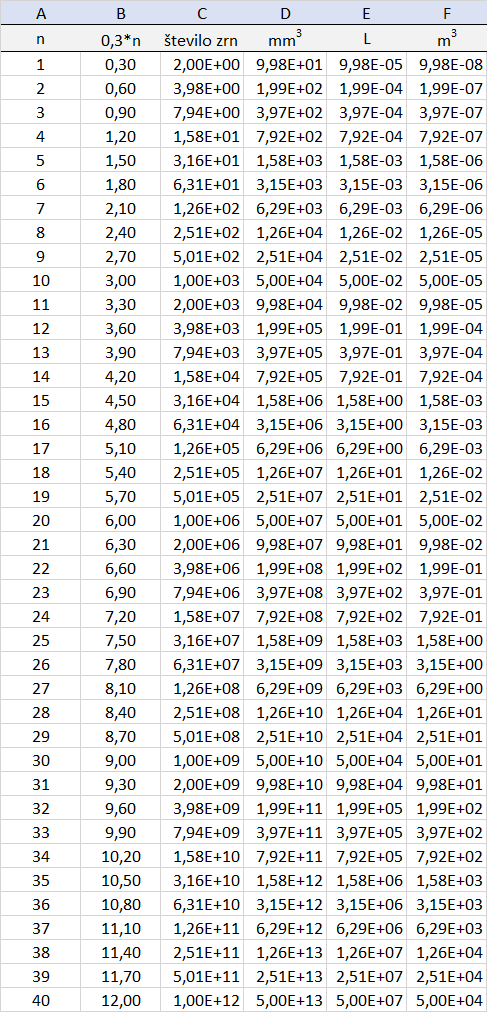 A B C D E F
n 0,3*n število zrn mm³ L m³
1 0,30 2,00E+00 9,98E+01 9,98E-05 9,98E-08
2 0,60 3,98E+00 1,99E+02 1,99E-04 1,99E-07
3 0,90 7,94E+00 3,97E+02 3,97E-04 3,97E-07
4 1,20 1,58E+01 7,92E+02 7,92E-04 7,92E-07
5 1,50 3,16E+01 1,58E+03 1,58E-03 1,58E-06
6 1,80 6,31E+01 3,15E+03 3,15E-03 3,15E-06
7 2,10 1,26E+02 6,29E+03 6,29E-03 6,29E-06
8 2,40 2,51E+02 1,26E+04 1,26E-02 1,26E-05
9 2,70 5,01E+02 2,51E+04 2,51E-02 2,51E-05
10 3,00 1,00E+03 5,00E+04 5,00E-02 5,00E-05
11 3,30 2,00E+03 9,98E+04 9,98E-02 9,98E-05
12 3,60 3,98E+03 1,99E+05 1,99E-01 1,99E-04
13 3,90 7,94E+03 3,97E+05 3,97E-01 3,97E-04
14 4,20 1,58E+04 7,92E+05 7,92E-01 7,92E-04
15 4,50 3,16E+04 1,58E+06 1,58E+00 1,58E-03
16 4,80 6,31E+04 3,15E+06 3,15E+00 3,15E-03
17 5,10 1,26E+05 6,29E+06 6,29E+00 6,29E-03
18 5,40 2,51E+05 1,26E+07 1,26E+01 1,26E-02
19 5,70 5,01E+05 2,51E+07 2,51E+01 2,51E-02
20 6,00 1,00E+06 5,00E+07 5,00E+01 5,00E-02
21 6,30 2,00E+06 9,98E+07 9,98E+01 9,98E-02
22 6,60 3,98E+06 1,99E+08 1,99E+02 1,99E-01
23 6,90 7,94E+06 3,97E+08 3,97E+02 3,97E-01
24 7,20 1,58E+07 7,92E+08 7,92E+02 7,92E-01
25 7,50 3,16E+07 1,58E+09 1,58E+03 1,58E+00
26 7,80 6,31E+07 3,15E+09 3,15E+03 3,15E+00
27 8,10 1,26E+08 6,29E+09 6,29E+03 6,29E+00
28 8,40 2,51E+08 1,26E+10 1,26E+04 1,26E+01
29 8,70 5,01E+08 2,51E+10 2,51E+04 2,51E+01
30 9,00 1,00E+09 5,00E+10 5,00E+04 5,00E+01
31 9,30 2,00E+09 9,98E+10 9,98E+04 9,98E+01
32 9,60 3,98E+09 1,99E+11 1,99E+05 1,99E+02
33 9,90 7,94E+09 3,97E+11 3,97E+05 3,97E+02
34 10,20 1,58E+10 7,92E+11 7,92E+05 7,92E+02
35 10,50 3,16E+10 1,58E+12 1,58E+06 1,58E+03
36 10,80 6,31E+10 3,15E+12 3,15E+06 3,15E+03
37 11,10 1,26E+11 6,29E+12 6,29E+06 6,29E+03
38 11,40 2,51E+11 1,26E+13 1,26E+07 1,26E+04
39 11,70 5,01E+11 2,51E+13 2,51E+07 2,51E+04
40 12,00 1,00E+12 5,00E+13 5,00E+07 5,00E+04